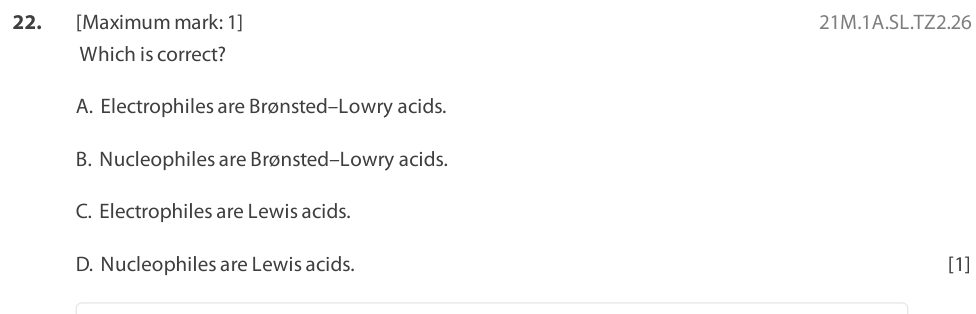 22. [Maximum mark: 1] 21M.1A.SL.TZ2.26
Which is correct?
A. Electrophiles are Brønsted–Lowry acids.
B. Nucleophiles are Brønsted–Lowry acids.
C. Electrophiles are Lewis acids.
D. Nucleophiles are Lewis acids. [1]